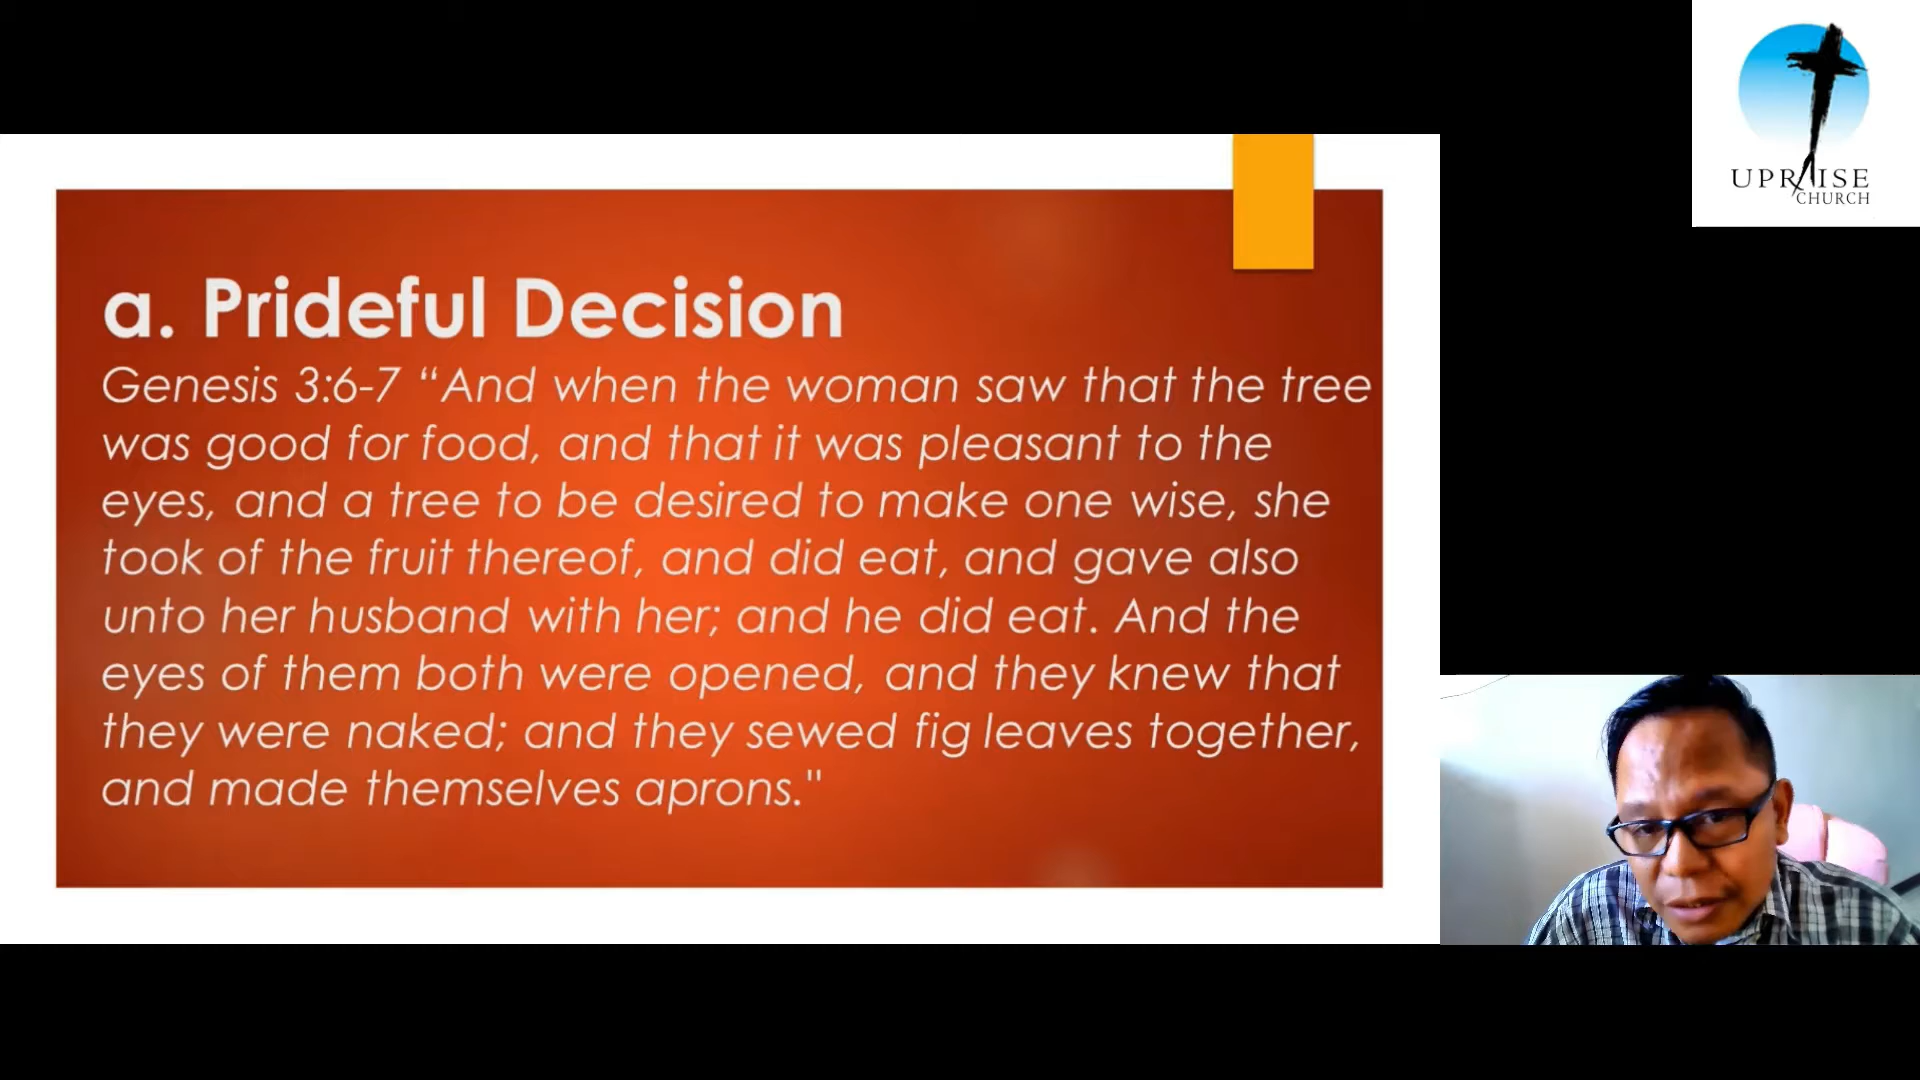 UPRAISE
CHURCH
a. Prideful Decision
Genesis 3:6-7 “And when the woman saw that the tree
was good for food, and that it was pleasant to the
eyes, and a tree to be desired to make one wise, she
took of the fruit thereof, and did eat, and gave also
unto her husband with her; and he did eat. And the
eyes of them both were opened, and they knew that
they were naked; and they sewed fig leaves together,
and made themselves aprons."